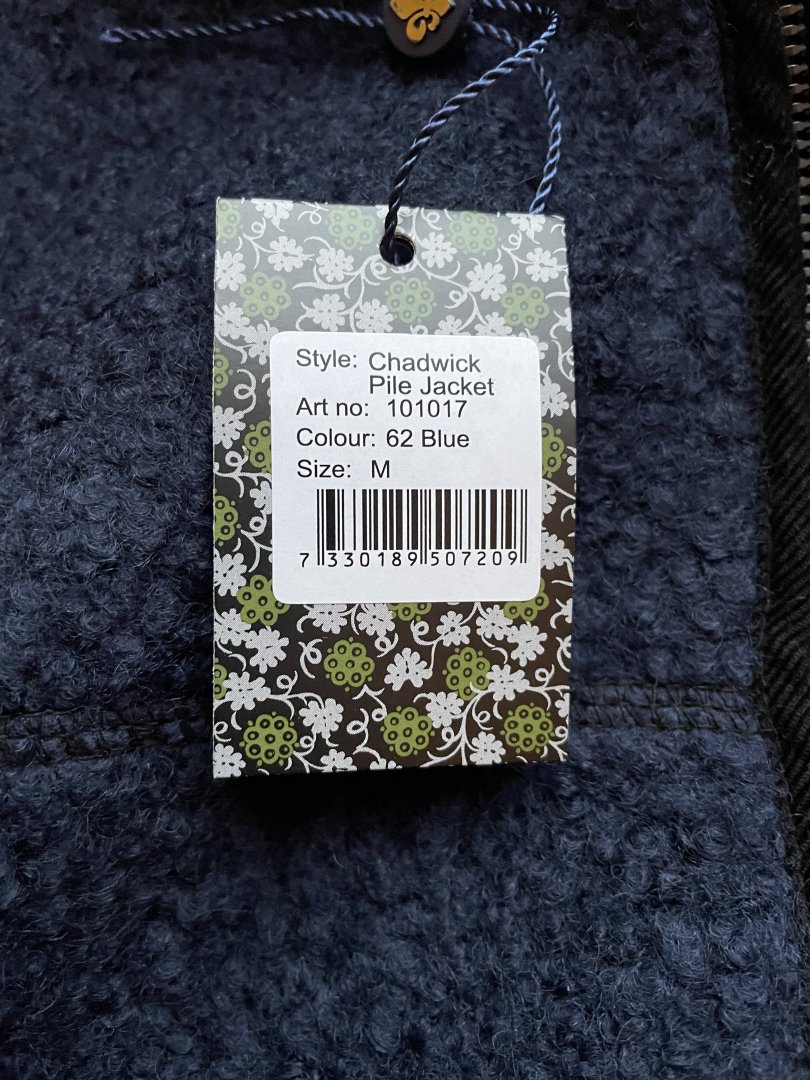 Style: Chadwick
Pile Jacket
Art no: 101017
Colour: 62 Blue
Size: M
7 330189 507209